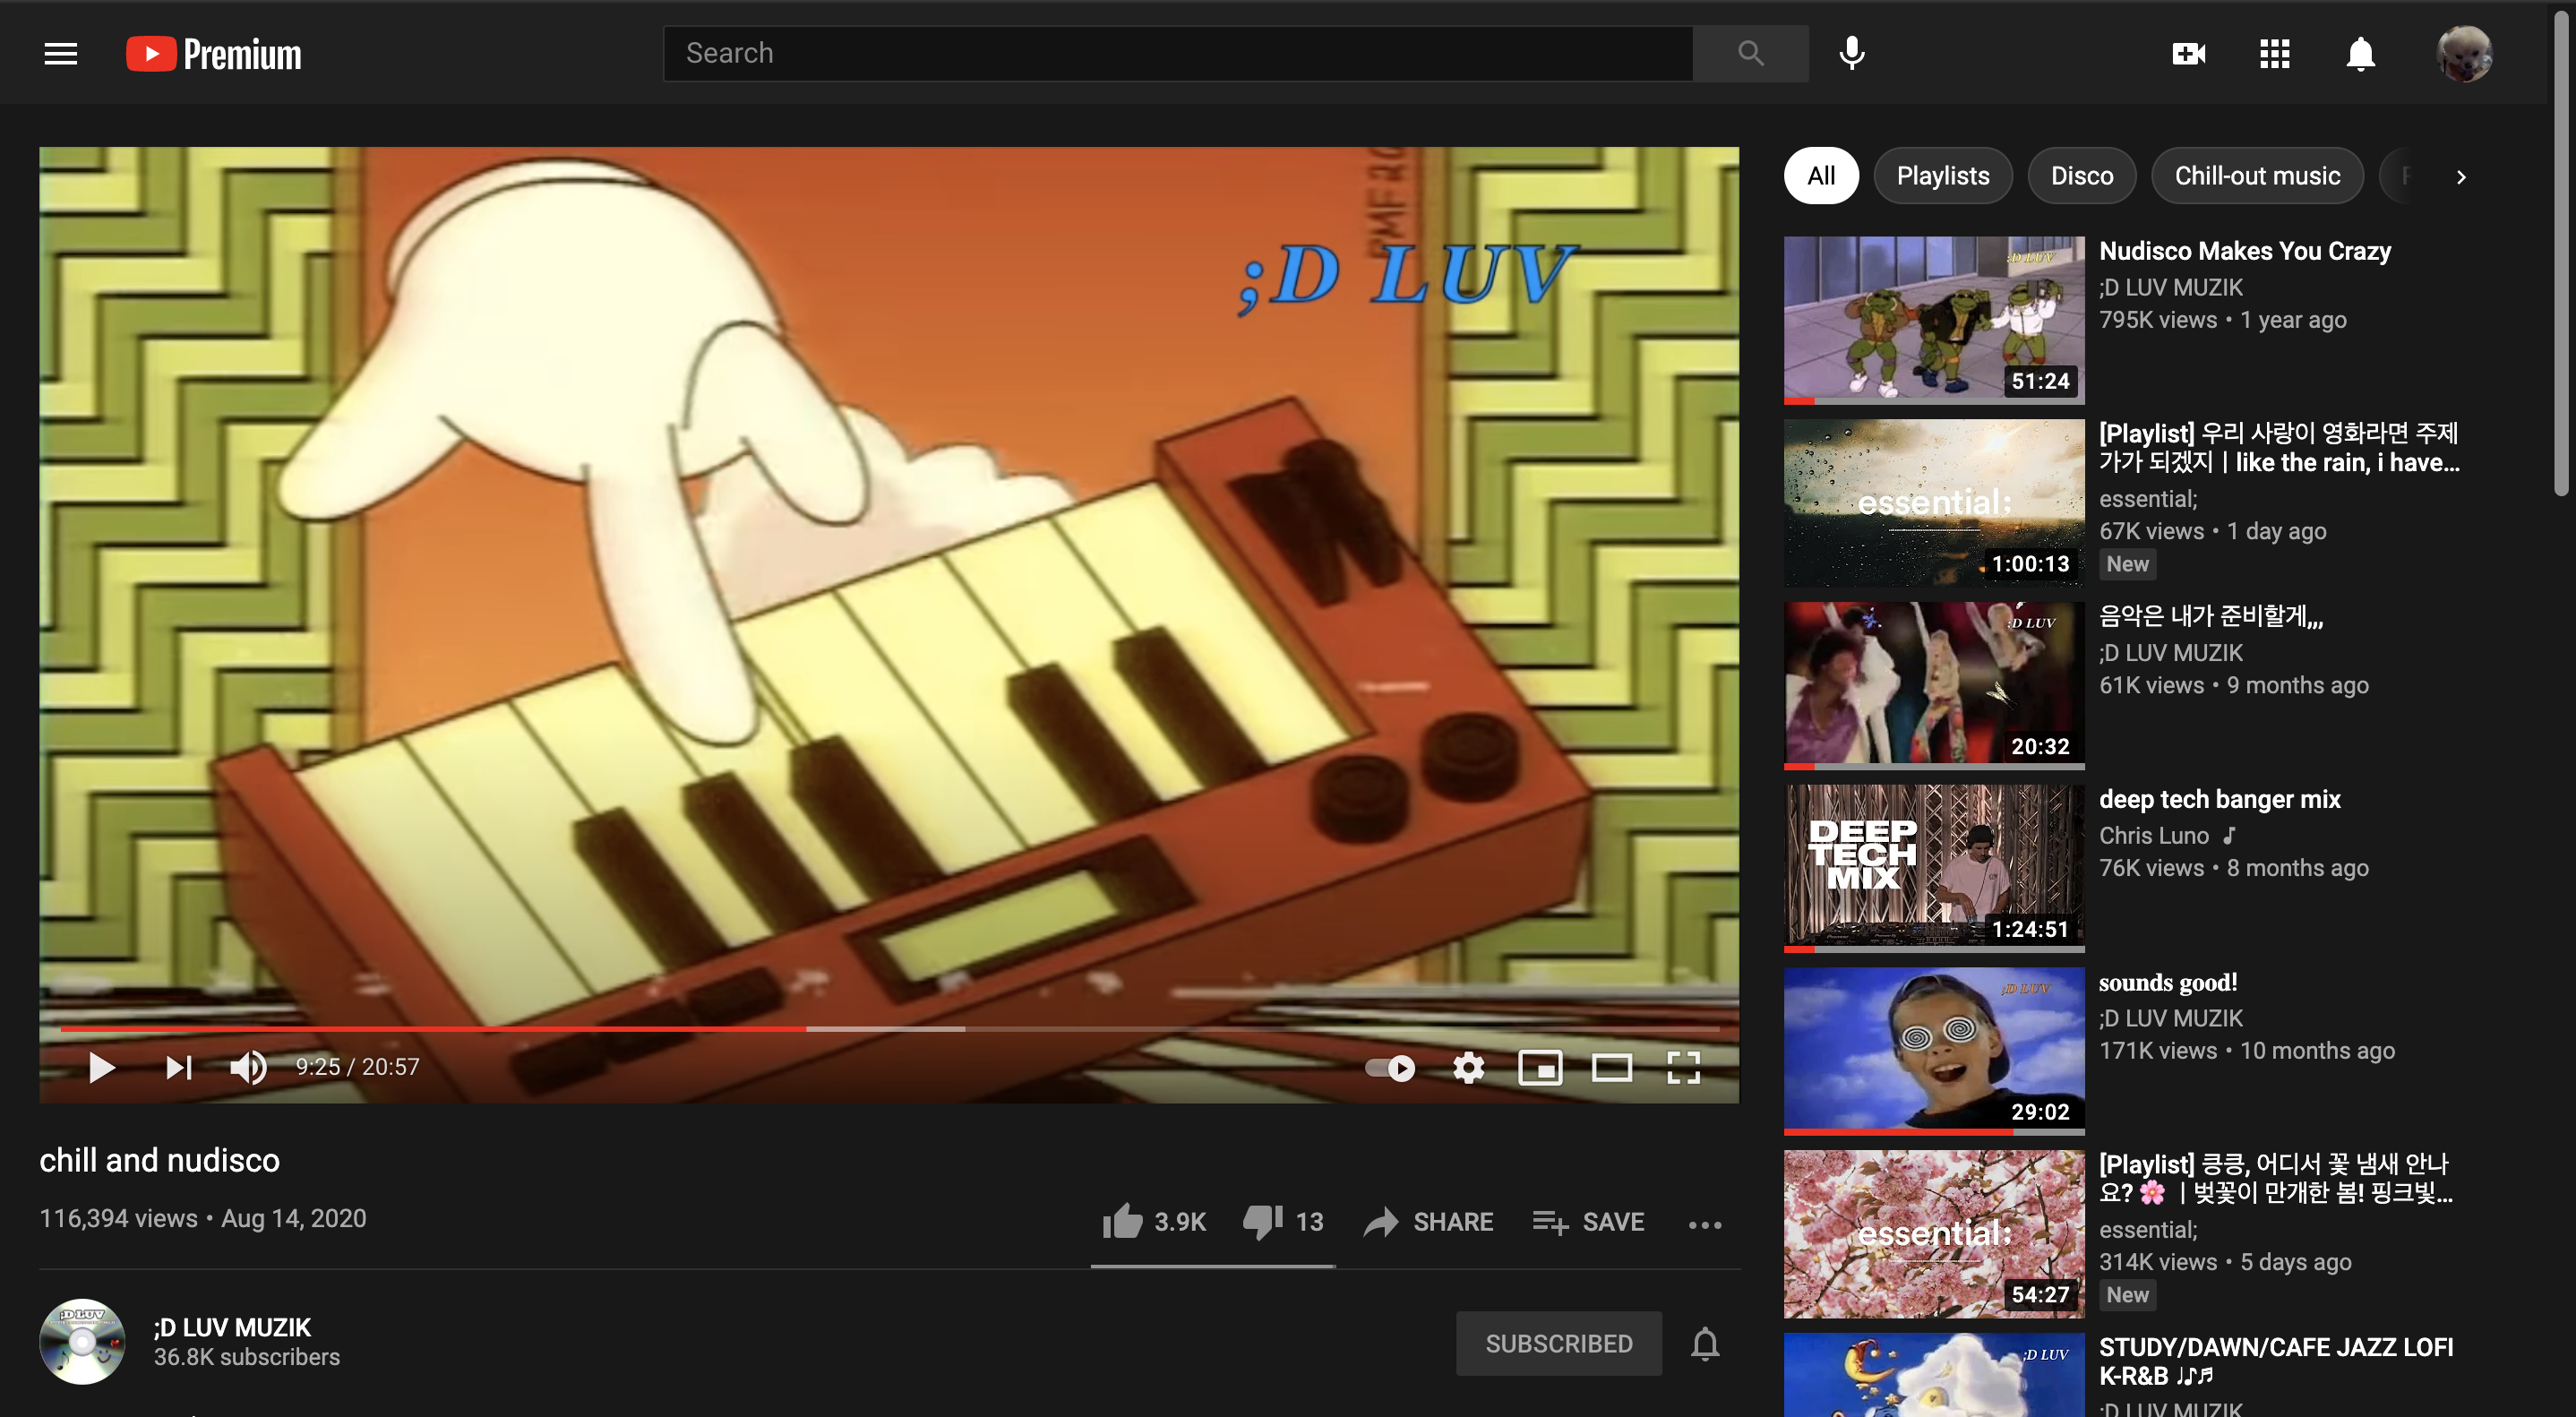 Premium
Search
;D LUV
9:25 / 20:57
chill and nudisco
116,394 views • Aug 14, 2020
3.9K
13
SHARE
SAVE
;D LUV MUZIK
36.8K subscribers
SUBSCRIBED
All
Playlists
Disco
Chill-out music
;D LUV
51:24
Nudisco Makes You Crazy
;D LUV MUZIK
795K views • 1 year ago
essential;
1:00:13
[Playlist] 우리 사랑이 영화라면 주제
가가 되겠지 | like the rain, i have...
essential;
67K views • 1 day ago
New
;D LUV
20:32
음악은 내가 준비할게,,,
;D LUV MUZIK
61K views • 9 months ago
DEEP
TECH
MIX
1:24:51
deep tech banger mix
Chris Luno ♪
76K views • 8 months ago
;D LUV
29:02
sounds good!
;D LUV MUZIK
171K views • 10 months ago
essential;
54:27
[Playlist] 킁킁, 어디서 꽃 냄새 안나
요? 🌸 | 벚꽃이 만개한 봄! 핑크빛...
essential;
314K views • 5 days ago
New
;D LUV
STUDY/DAWN/CAFE JAZZ LOFI
K-R&B ♩♪♬
;D LUV MUZIK